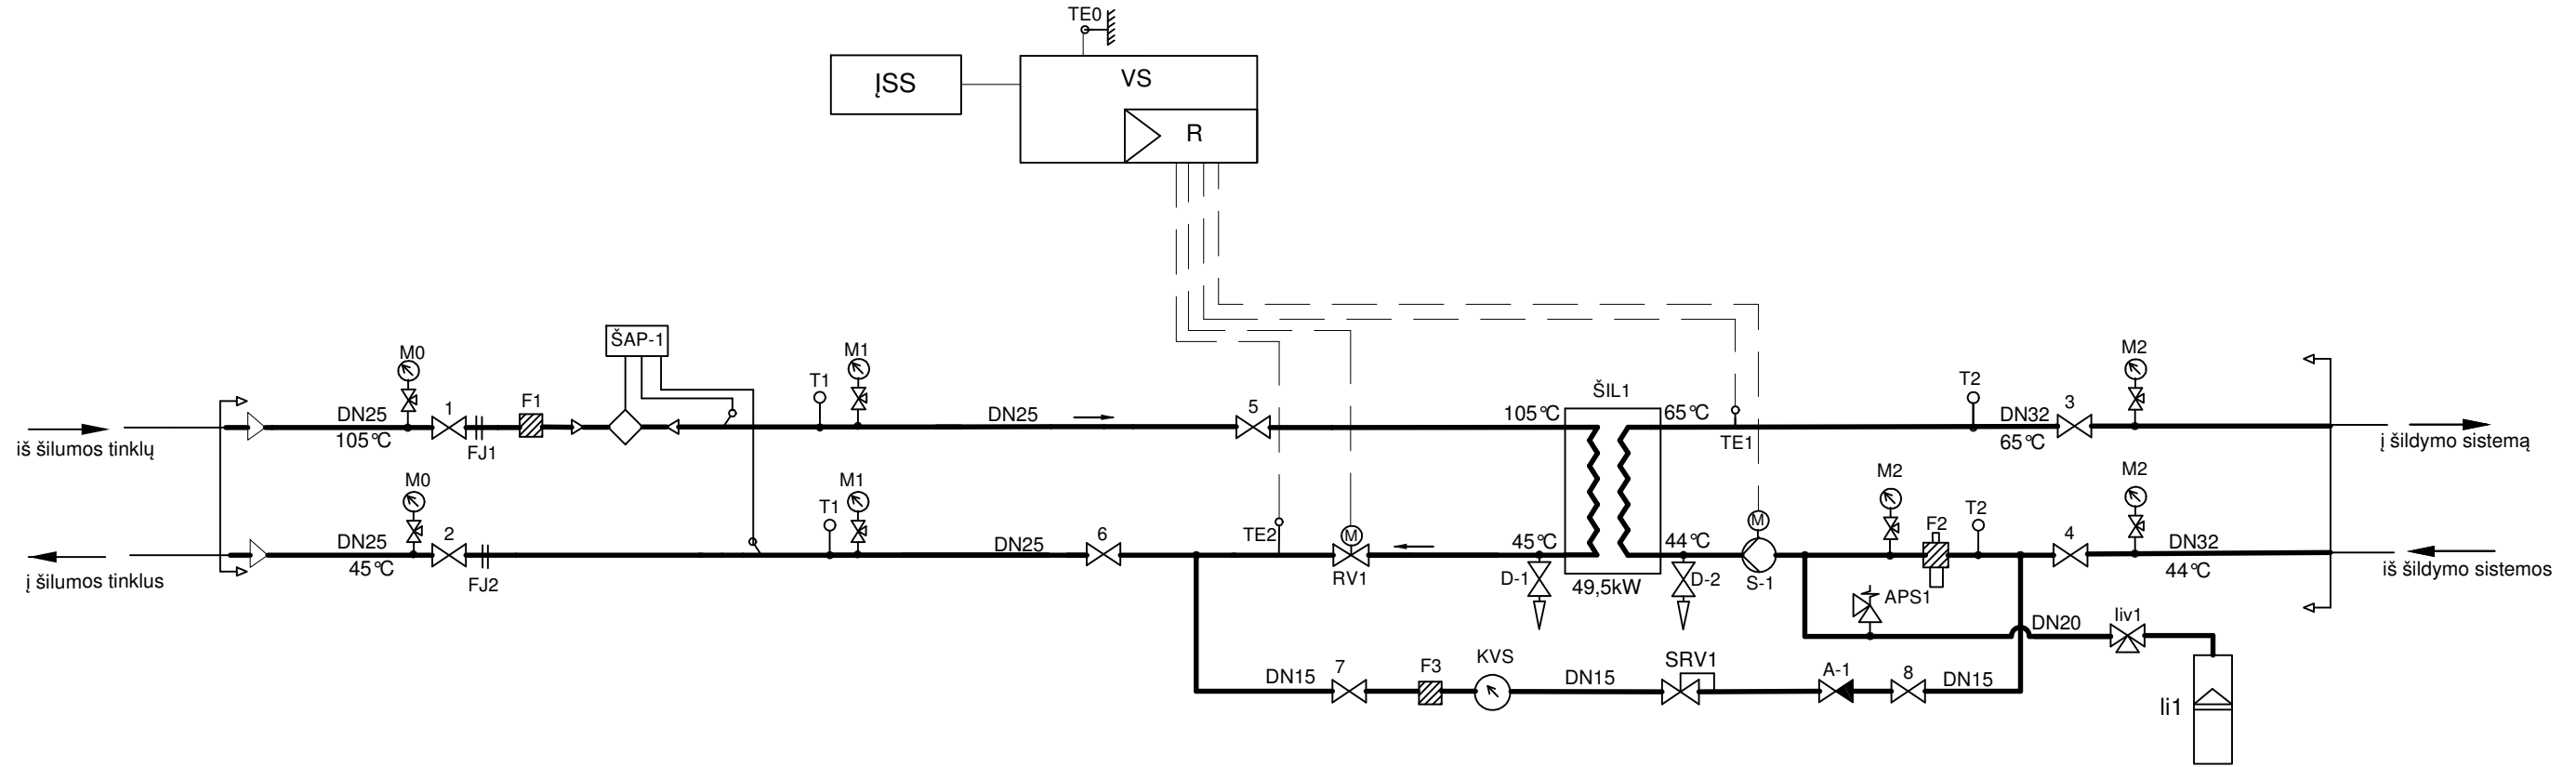 TE0
ĮSS
VS
R
ŠAP-1
M0
M1
T1
F1
1
DN25
105°C
FJ1
DN25
5
105°C
ŠIL1
65°C
TE1
T2
DN32
65°C
3
M2
iš šilumos tinklų
į šildymo sistemą
M0
M1
T1
2
DN25
45°C
FJ2
DN25
6
TE2
M
RV1
45°C
D-1
49,5kW
44°C
D-2
M
S-1
M2
F2
T2
4
M2
DN32
44°C
į šilumos tinklus
iš šildymo sistemos
APS1
DN20
Iiv1
DN15
7
F3
KVS
DN15
SRV1
A-1
8
DN15
Ii1